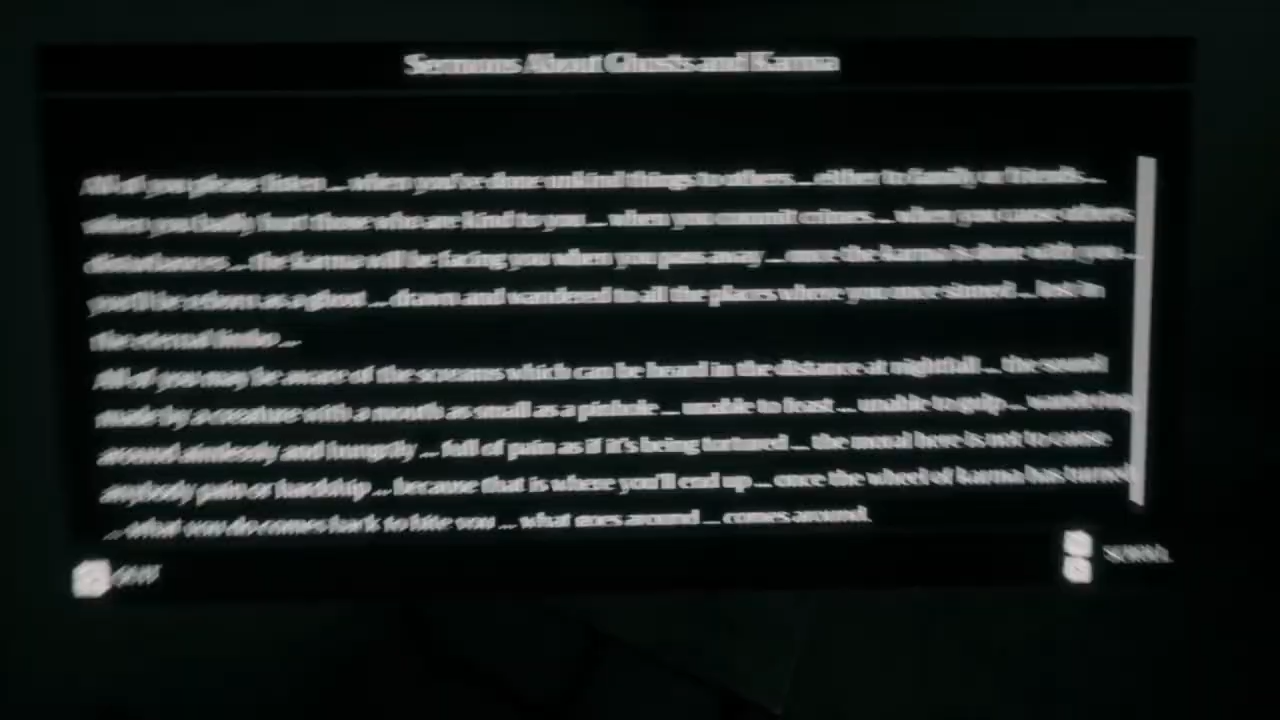 Sermons About Ghosts and Karma
All of you please listen ... when you've done unkind things to others ... either to family or friends ...
when you badly hurt those who are kind to you ... when you commit crimes ... when you cause others
disturbances ... the karma will be facing you when you pass away ... once the karma is done with you ...
you'll be reborn as a ghost ... drawn and wandered to all the places where you once sinned ... lost in
the eternal limbo ...
All of you may be aware of the screams which can be heard in the distance at nightfall ... the sound
made by a creature with a mouth as small as a pinhole ... unable to feast ... unable to gulp ... wandering
around aimlessly and hungrily ... full of pain as if it's being tortured ... the moral here is not to cause
anybody pain or hardship ... because that is where you'll end up ... once the wheel of karma has turned
... what you do comes back to bite you ... what goes around ... comes around.
SCROLL